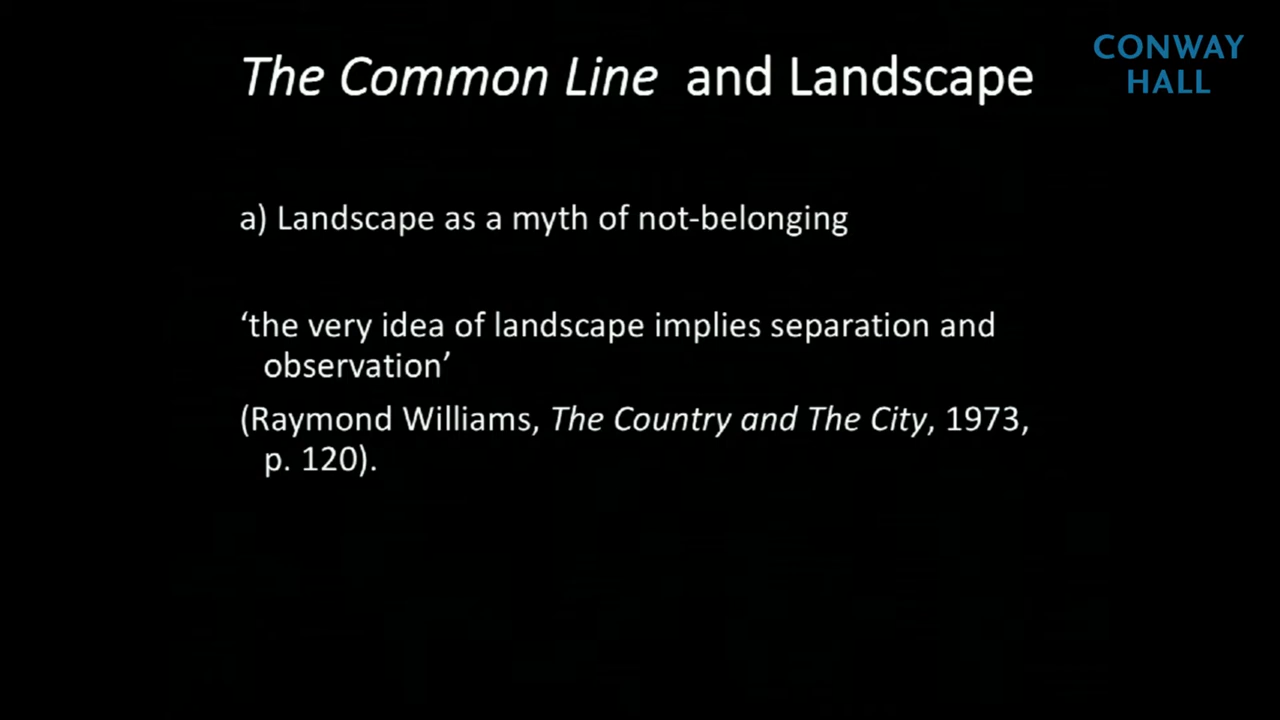 The Common Line and Landscape
CONWAY
HALL
a) Landscape as a myth of not-belonging
‘the very idea of landscape implies separation and
observation’
(Raymond Williams, The Country and The City, 1973,
p. 120).